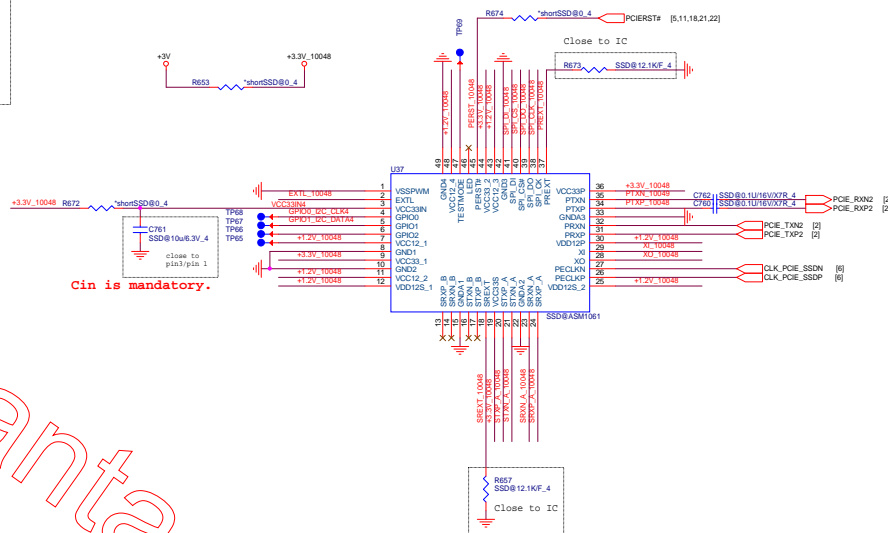 R674
*shortSSD@0_4
PCIERST# [5,11,18,21,22]
TP69
Close to IC
+3V
+3.3V_10048
R673
SSD@12.1K/F_4
R653
*shortSSD@0_4
+1.2V_10048
PERST_10048
+3.3V_10048
+1.2V_10048
SPI_DI_10048
SPI_CS_10048
SPI_DO_10048
SPI_CLK_10048
PREXT_10048
49
48
47
46
45
44
43
42
41
40
39
38
37
U37
GND4
VCC12_4
TESTMODE
LED
PERST#
VCC33_2
VCC12_3
GND3
SPI_DI
SPI_CS#
SPI_DO
SPI_CK
PREXT
EXTL_10048
VCC33IN4
+3.3V_10048
R672
*shortSSD@0_4
TP68
TP67
TP66
TP65
GPIO0_I2C_CLK4
GPIO1_I2C_DATA4
+1.2V_10048
+3.3V_10048
+1.2V_10048
+1.2V_10048
C761
SSD@10u/6.3V_4
close to
pin3/pin 1
Cin is mandatory.
1 VSSPWM
2 EXTL
3 VCC33IN
4 GPIO0
5 GPIO1
6 GPIO2
7 VCC12_1
8 GND1
9 VCC33_1
10 GND2
11 VCC12_2
12 VDD12S_1
VCC33P 36 +3.3V_10048
PTXN 35 PTXN_10049 C762 SSD@0.1U/16V/X7R_4 PCIE_RXN2 [2
PTXP 34 PTXP_10048 C760 SSD@0.1U/16V/X7R_4 PCIE_RXP2 [2
GNDA3 33
PRXN 32 PCIE_TXN2 [2]
PRXP 31 PCIE_TXP2 [2]
VDD12P 30 +1.2V_10048
XI 29 XI_10048
XO 28 XO_10048
PECLKN 27 CLK_PCIE_SSDN [6]
PECLKP 26 CLK_PCIE_SSDP [6]
VDD12S_2 25 +1.2V_10048
SRXP_B
SRXN_B
GNDA1
STXN_B
STXP_B
SREXT
VCC33S
STXP_A
STXN_A
GNDA2
SRXN_A
SRXP_A
13
14
15
16
17
18
19
20
21
22
23
24
SSD@ASM1061
SREXT_10048
+3.3V_10048
STXP_A_10048
STXN_A_10048
SRXN_A_10048
SRXP_A_10048
R657
SSD@12.1K/F_4
Close to IC
anta